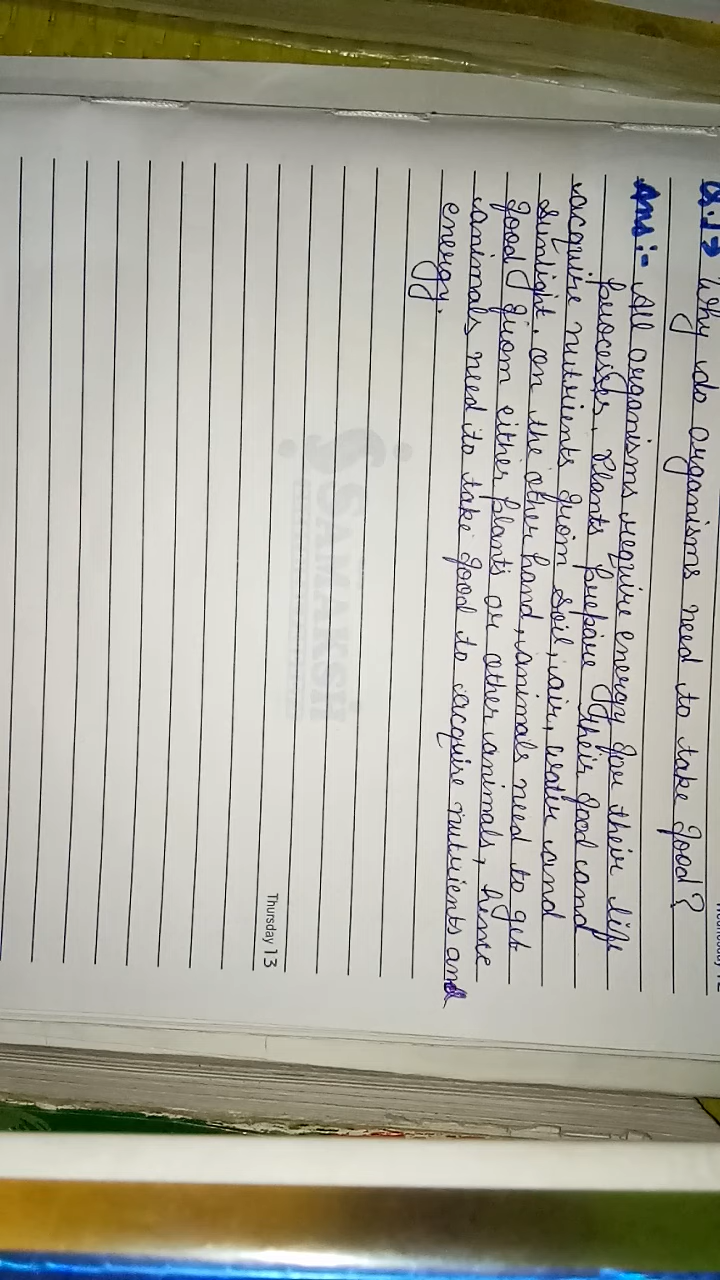 Q.1→ Why do organisms need to take food?
Ans:- All organisms require energy for their life
processes. Plants prepare their food and
acquire nutrients from soil, air, water and
sunlight. On the other hand, animals need to get
food from either plants or other animals, hence
animals need to take food to acquire nutrients and
energy.
Thursday 13
SAMAKSH